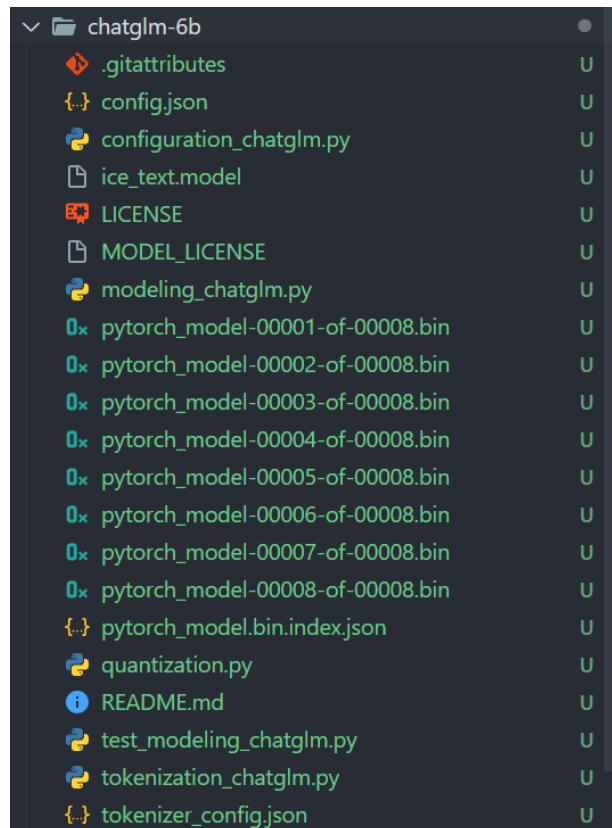 chatglm-6b
.gitattributes U
config.json U
configuration_chatglm.py U
ice_text.model U
LICENSE U
MODEL_LICENSE U
modeling_chatglm.py U
pytorch_model-00001-of-00008.bin U
pytorch_model-00002-of-00008.bin U
pytorch_model-00003-of-00008.bin U
pytorch_model-00004-of-00008.bin U
pytorch_model-00005-of-00008.bin U
pytorch_model-00006-of-00008.bin U
pytorch_model-00007-of-00008.bin U
pytorch_model-00008-of-00008.bin U
pytorch_model.bin.index.json U
quantization.py U
README.md U
test_modeling_chatglm.py U
tokenization_chatglm.py U
tokenizer_config.json U